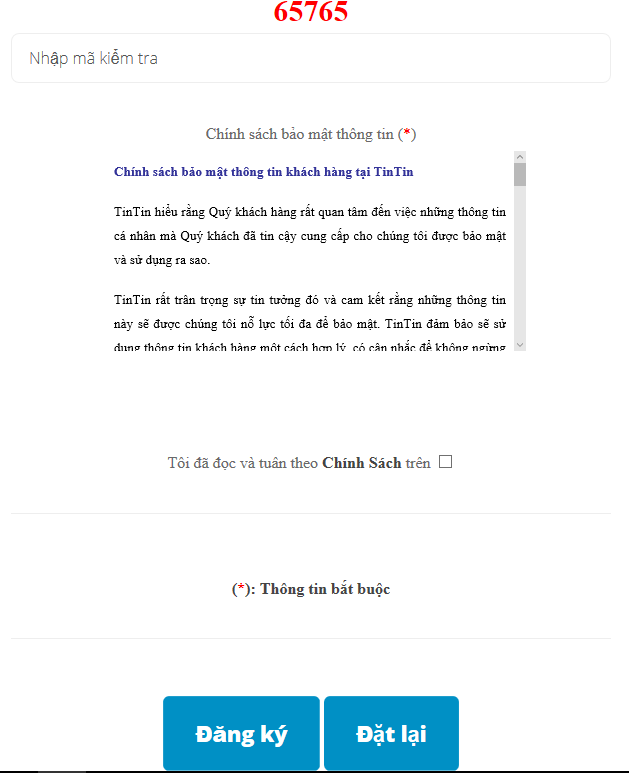 65765
Nhập mã kiểm tra
Chính sách bảo mật thông tin (*)
Chính sách bảo mật thông tin khách hàng tại TinTin
TinTin hiểu rằng Quý khách hàng rất quan tâm đến việc những thông tin
cá nhân mà Quý khách đã tin cậy cung cấp cho chúng tôi được bảo mật
và sử dụng ra sao.
TinTin rất trân trọng sự tin tưởng đó và cam kết rằng những thông tin
này sẽ được chúng tôi nỗ lực tối đa để bảo mật. TinTin đảm bảo sẽ sử
dụng thông tin khách hàng một cách hợp lý, có cân nhắc để không ngừng
Tôi đã đọc và tuân theo Chính Sách trên
(*): Thông tin bắt buộc
Đăng ký
Đặt lại